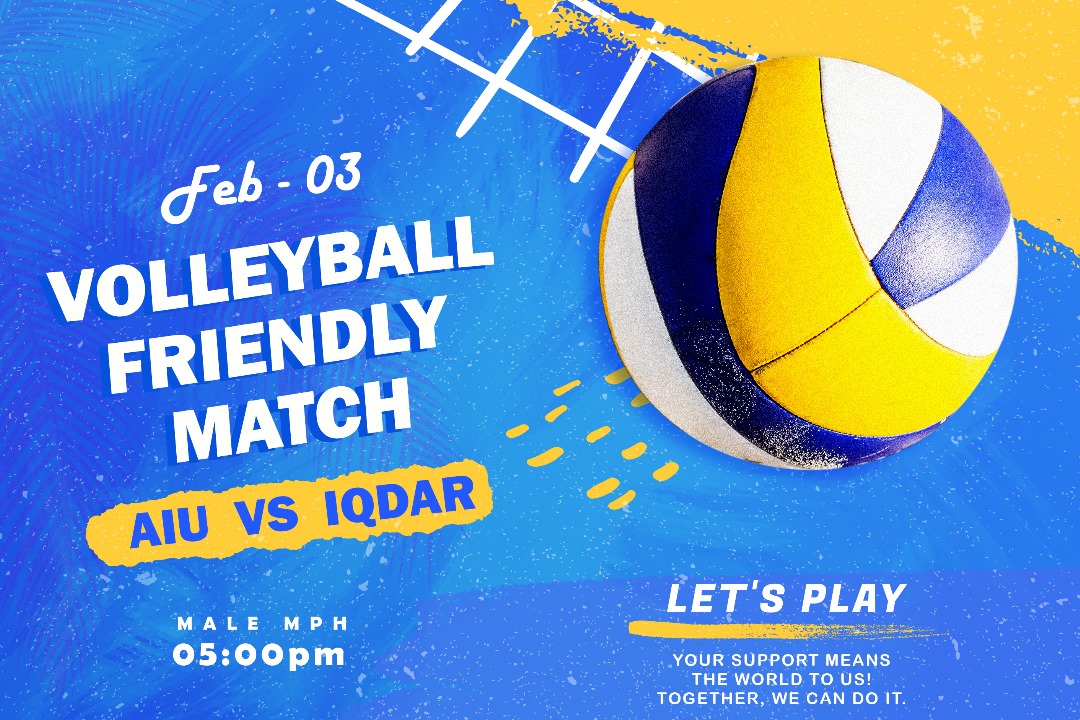 Feb - 03
VOLLEYBALL
FRIENDLY
MATCH
AIU VS IQDAR
MALE MPH
05:00pm
LET'S PLAY
YOUR SUPPORT MEANS
THE WORLD TO US!
TOGETHER, WE CAN DO IT.